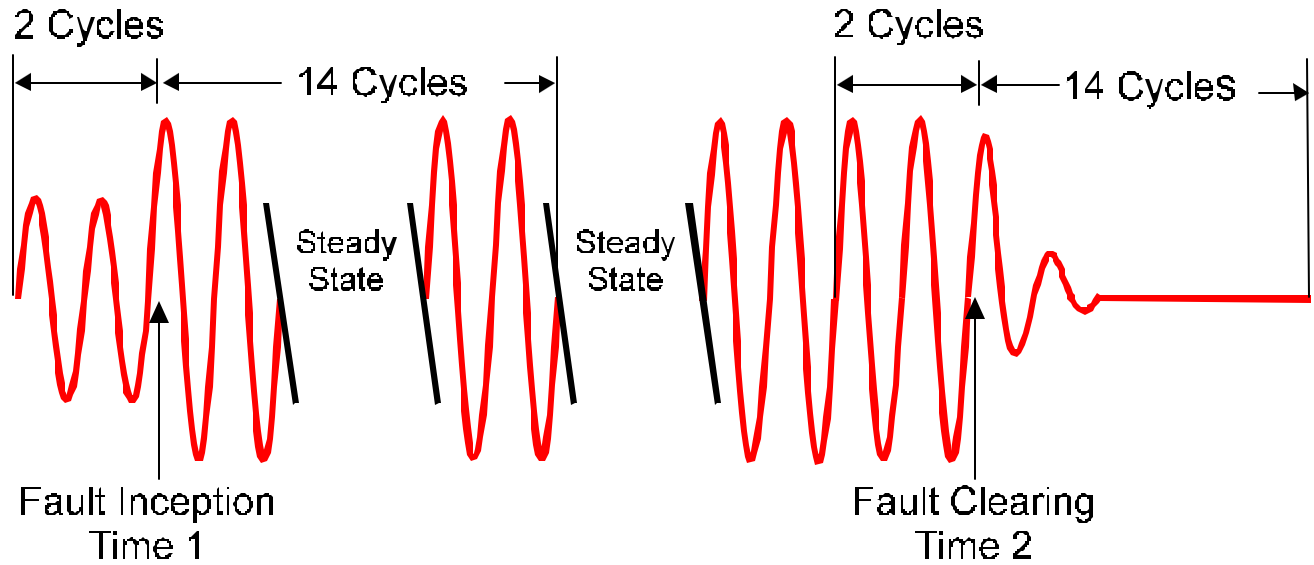 2 Cycles
14 Cycles
Steady
State
Fault Inception
Time 1
Steady
State
2 Cycles
14 Cycles
Fault Clearing
Time 2